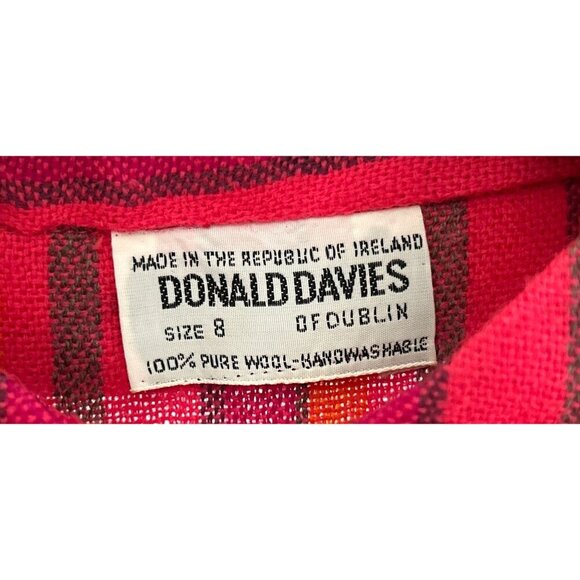 MADE IN THE REPUBLIC OF IRELAND
DONALD DAVIES
SIZE 8 OF DUBLIN
100% PURE WOOL-HANDWASHABLE